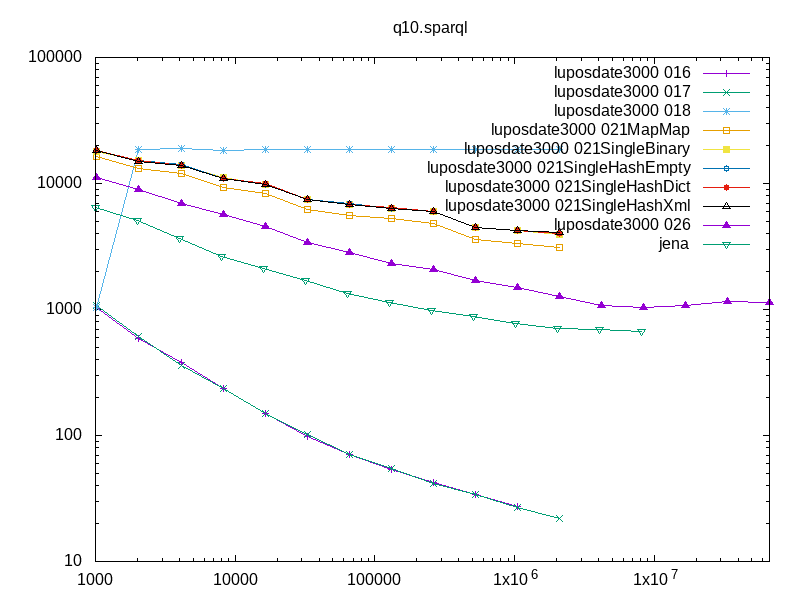 q10.sparql
100000
10000
1000
100
10
luposdate3000 016
luposdate3000 017
luposdate3000 018
luposdate3000 021MapMap
luposdate3000 021SingleBinary
luposdate3000 021SingleHashEmpty
luposdate3000 021SingleHashDict
luposdate3000 021SingleHashXml
luposdate3000 026
jena
1000 10000 100000 1x10^6 1x10^7